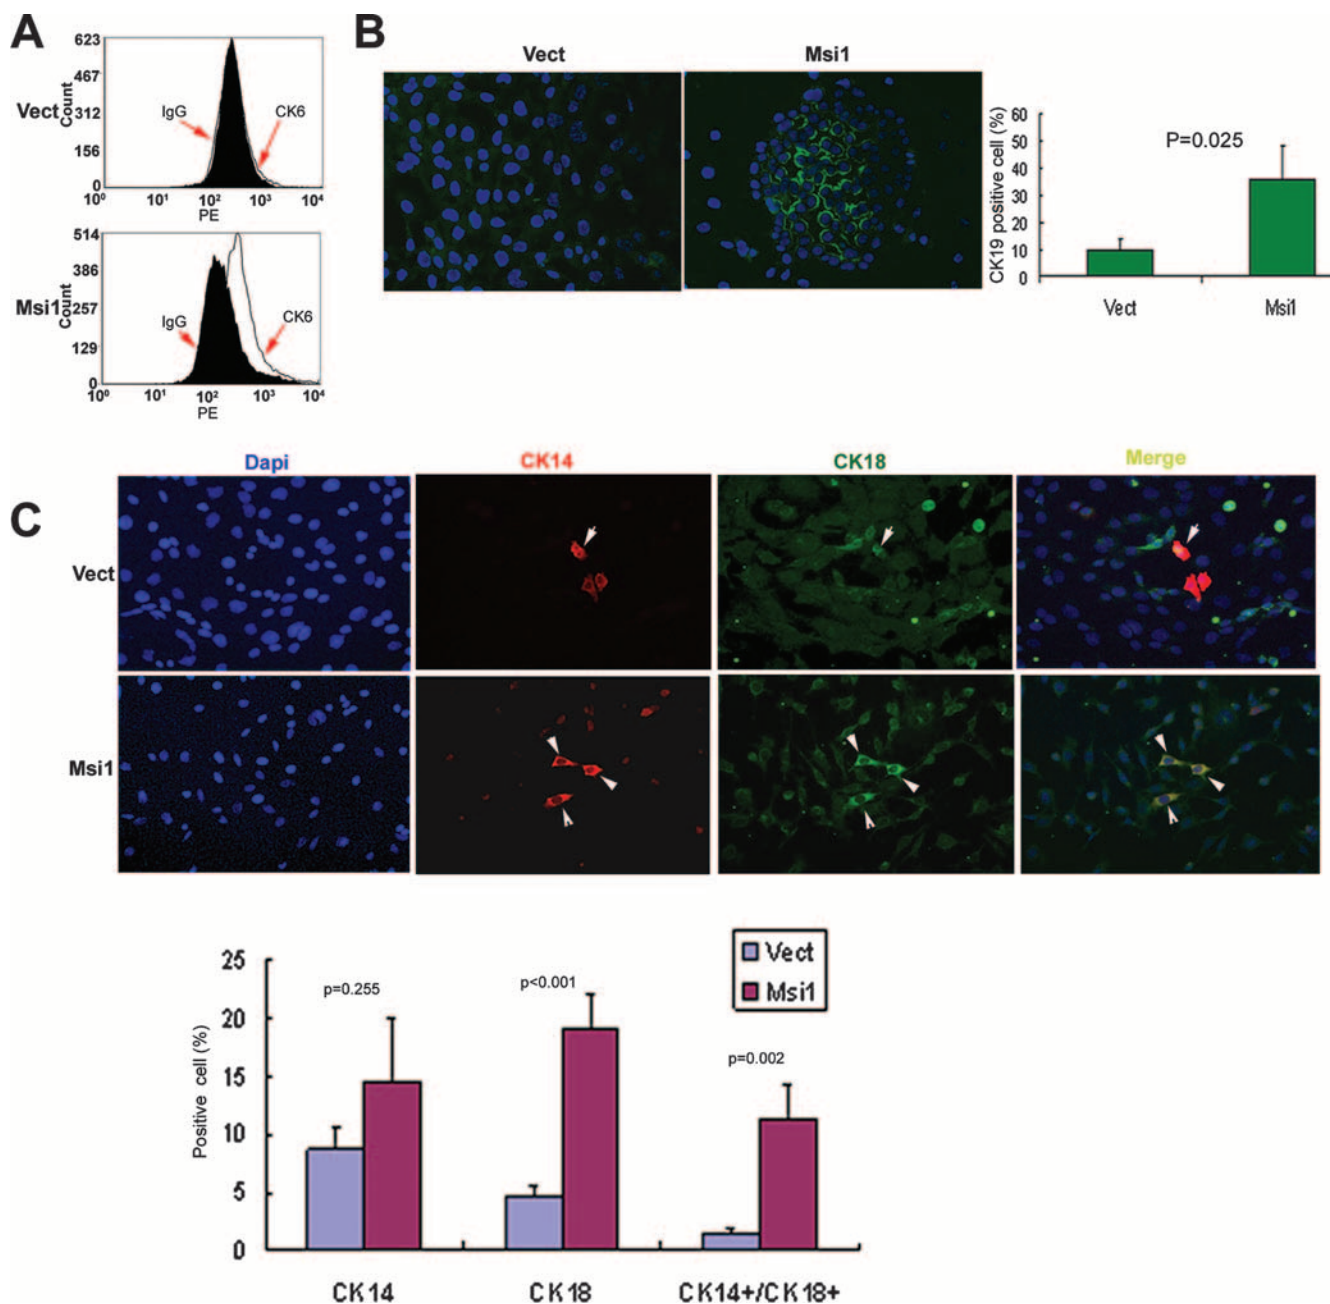 A
Vect
Count
623
467
312
156
0
IgG
CK6
10⁰ 10¹ 10² 10³ 10⁴
PE
Msi1
Count
514
386
257
129
0
IgG
CK6
10⁰ 10¹ 10² 10³ 10⁴
PE
B
Vect Msi1
CK19 positive cell (%)
60
50
40
30
20
10
0
P=0.025
Vect Msi1
C
Dapi CK14 CK18 Merge
Vect
Msi1
Positive cell (%)
25
20
15
10
5
0
p=0.255
p<0.001
p=0.002
Vect
Msi1
CK14 CK18 CK14+/CK18+